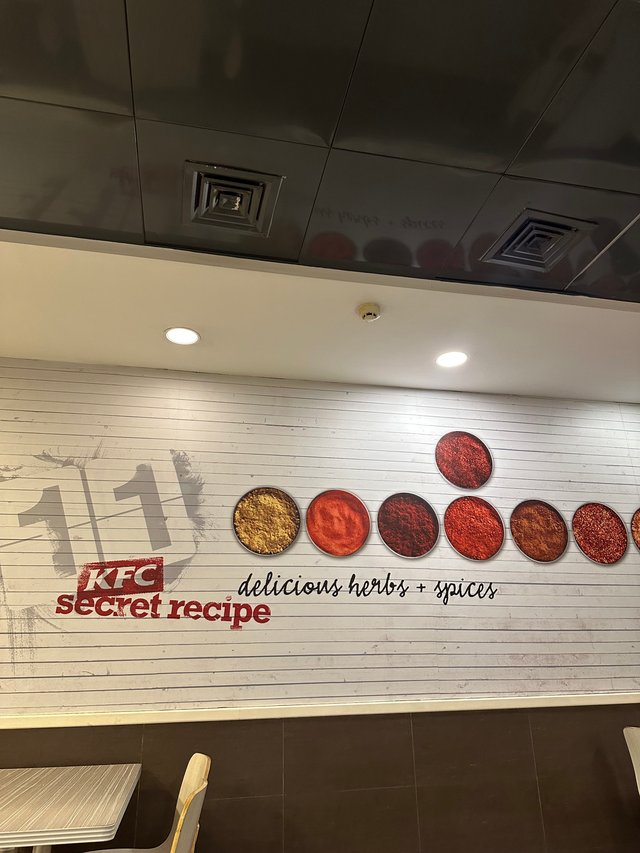 11
KFC
secret recipe
delicious herbs + spices